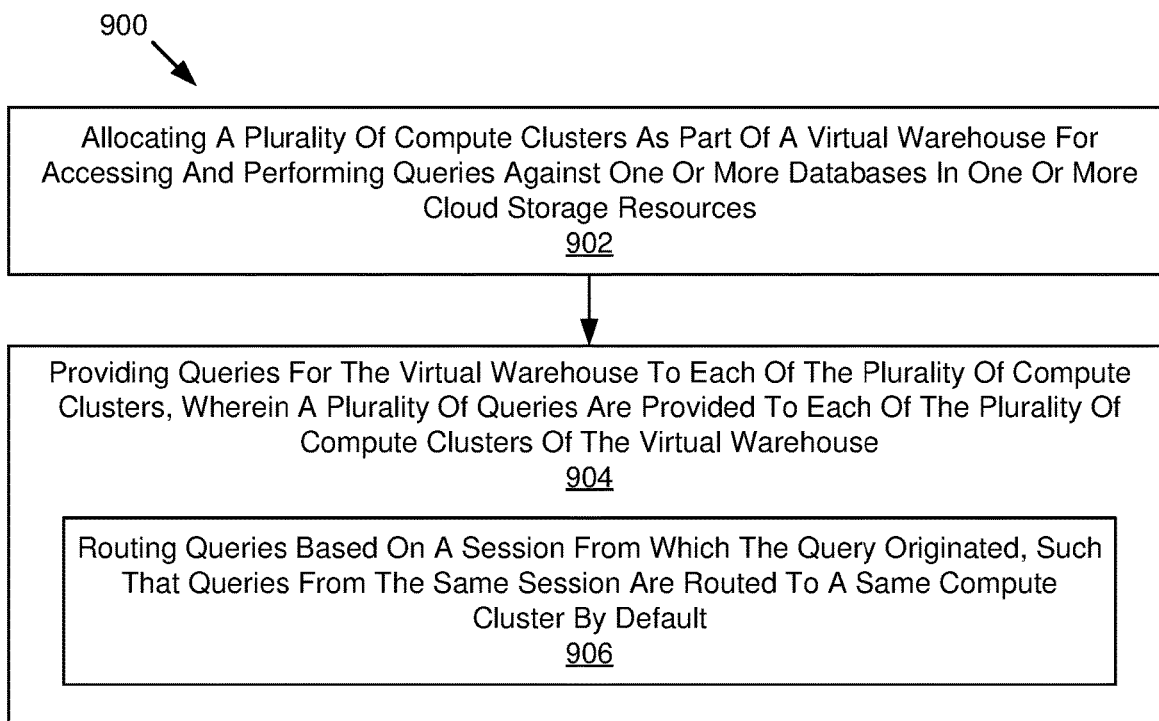 900
Allocating A Plurality Of Compute Clusters As Part Of A Virtual Warehouse For
Accessing And Performing Queries Against One Or More Databases In One Or More
Cloud Storage Resources
902
Providing Queries For The Virtual Warehouse To Each Of The Plurality Of Compute
Clusters, Wherein A Plurality Of Queries Are Provided To Each Of The Plurality Of
Compute Clusters Of The Virtual Warehouse
904
Routing Queries Based On A Session From Which The Query Originated, Such
That Queries From The Same Session Are Routed To A Same Compute
Cluster By Default
906